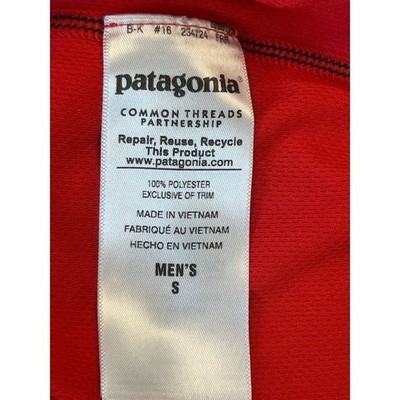 B-K #16 234724 FRP
patagonia®
COMMON THREADS
PARTNERSHIP
Repair, Reuse, Recycle
This Product
www.patagonia.com
100% POLYESTER
EXCLUSIVE OF TRIM
MADE IN VIETNAM
FABRIQUÉ AU VIETNAM
HECHO EN VIETNAM
MEN'S
S